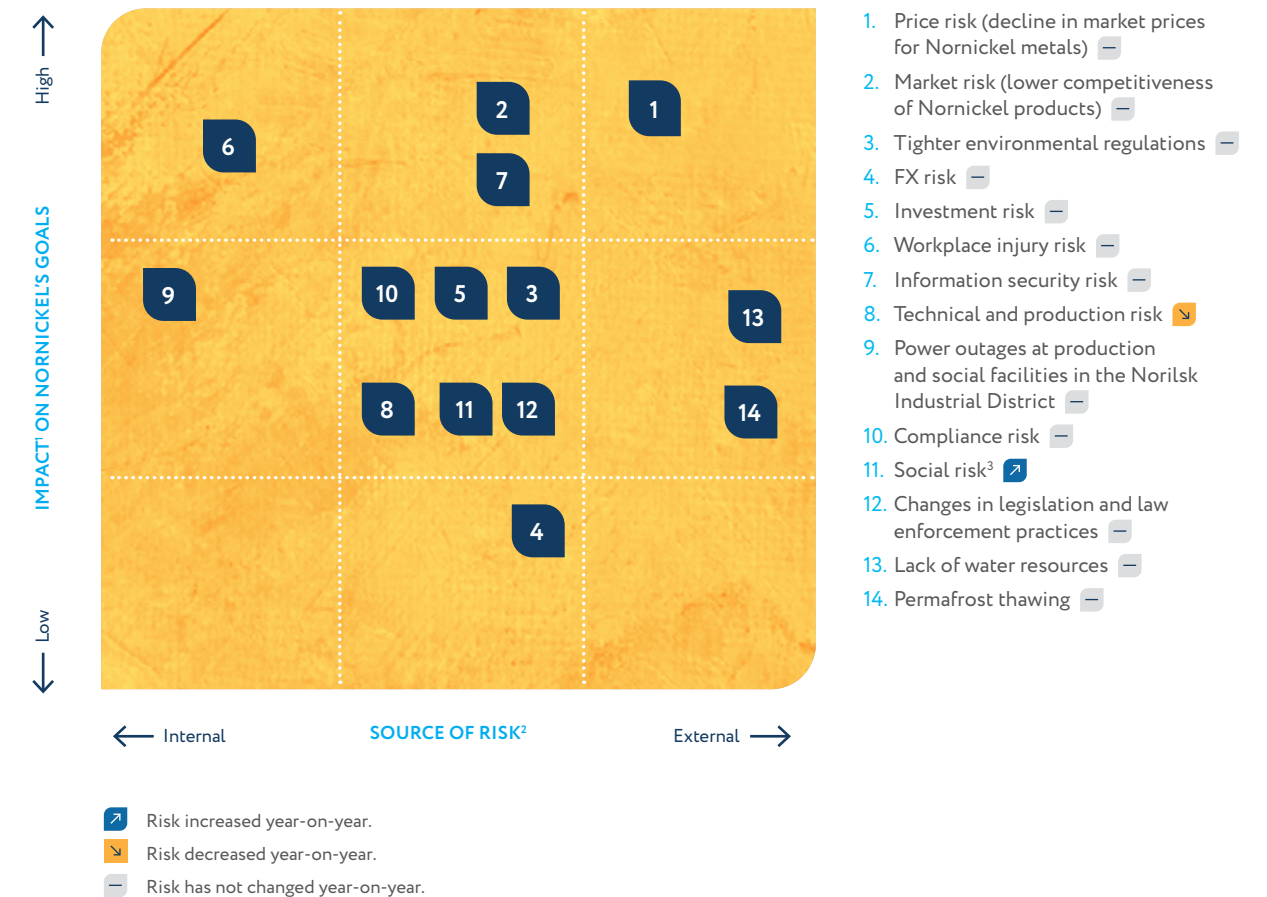 High
IMPACT¹ ON NORNICKEL'S GOALS
Low
2
1
6
7
9
10
5
3
13
8
11
12
14
4
Internal
SOURCE OF RISK²
External
1. Price risk (decline in market prices
for Nornickel metals)
2. Market risk (lower competitiveness
of Nornickel products)
3. Tighter environmental regulations
4. FX risk
5. Investment risk
6. Workplace injury risk
7. Information security risk
8. Technical and production risk
9. Power outages at production
and social facilities in the Norilsk
Industrial District
10. Compliance risk
11. Social risk³
12. Changes in legislation and law
enforcement practices
13. Lack of water resources
14. Permafrost thawing
Risk increased year-on-year.
Risk decreased year-on-year.
Risk has not changed year-on-year.